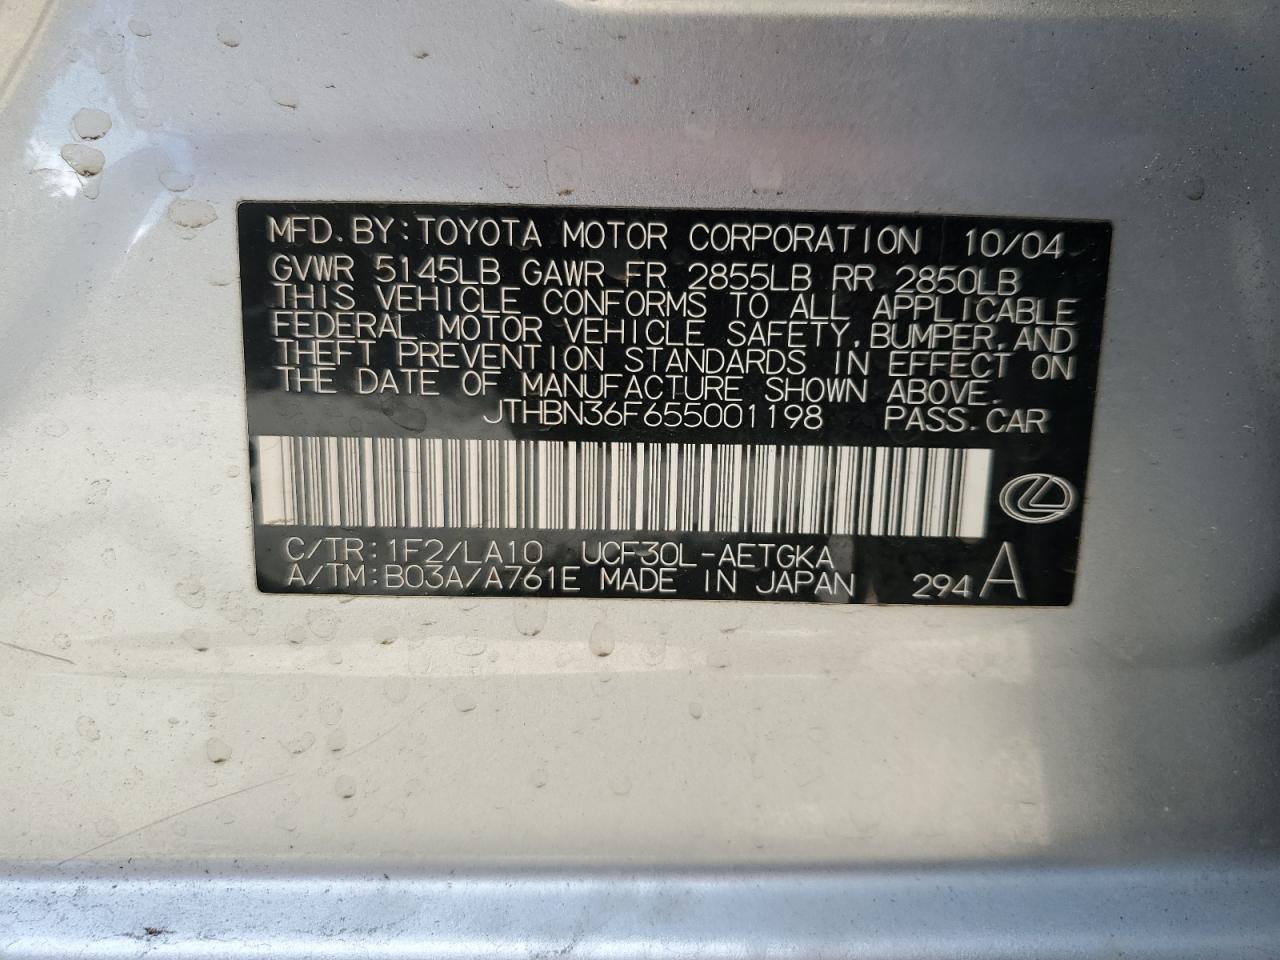 MFD.BY:TOYOTA MOTOR CORPORATION 10/04
GVWR 5145LB GAWR FR 2855LB RR 2850LB
THIS VEHICLE CONFORMS TO ALL APPLICABLE
FEDERAL MOTOR VEHICLE SAFETY,BUMPER,AND
THEFT PREVENTION STANDARDS IN EFFECT ON
THE DATE OF MANUFACTURE SHOWN ABOVE.
JTHBN36F655001198 PASS.CAR
C/TR:1F2/LA10 UCF30L-AETGKA
A/TM:B03A/A761E MADE IN JAPAN 294 A